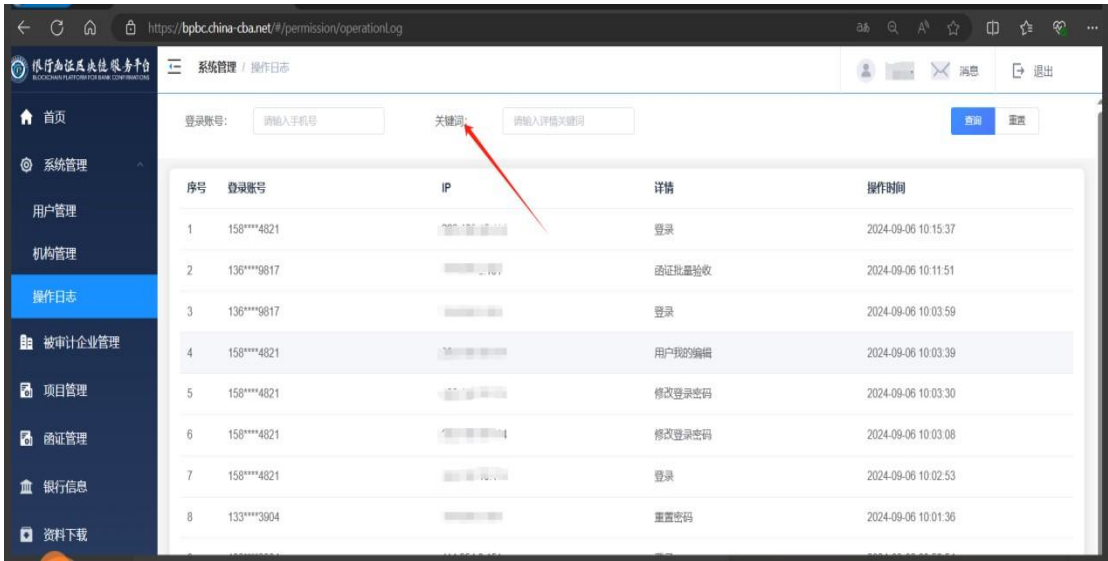 https://bpbc.china-cba.net/#/permission/operationLog
银行函证及央信服务平台
BLOCKCHAIN PLATFORM FOR BANK CONFIRMATIONS
系统管理 / 操作日志
消息
退出
首页
系统管理
用户管理
机构管理
操作日志
被审计企业管理
项目管理
函证管理
银行信息
资料下载
登录账号: 请输入手机号 关键词: 请输入详情关键词 查询 重置
序号 登录账号 IP 详情 操作时间
1 158****4821 登录 2024-09-06 10:15:37
2 136****9817 函证批量验收 2024-09-06 10:11:51
3 136****9817 登录 2024-09-06 10:03:59
4 158****4821 用户我的编辑 2024-09-06 10:03:39
5 158****4821 修改登录密码 2024-09-06 10:03:30
6 158****4821 修改登录密码 2024-09-06 10:03:08
7 158****4821 登录 2024-09-06 10:02:53
8 133****3904 重置密码 2024-09-06 10:01:36